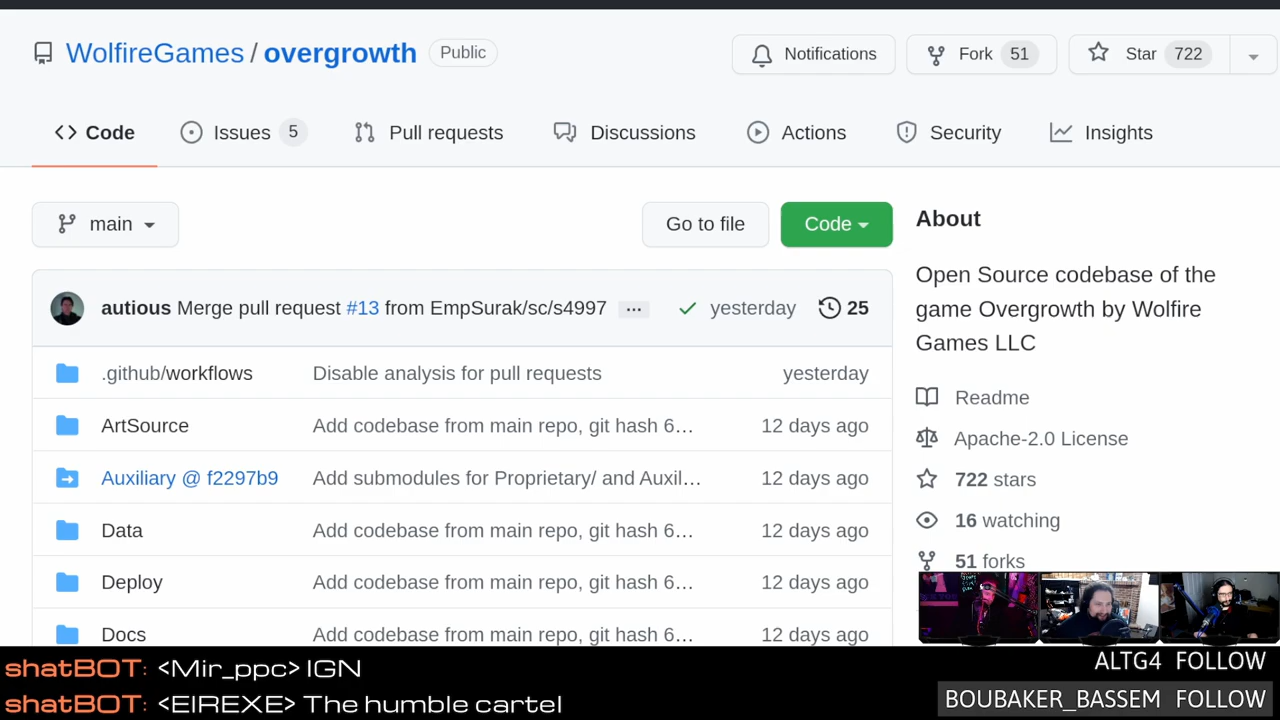 WolfireGames / overgrowth Public Notifications Fork 51 Star 722
Code Issues 5 Pull requests Discussions Actions Security Insights
main Go to file Code
autious Merge pull request #13 from EmpSurak/sc/s4997 ... yesterday 25
.github/workflows Disable analysis for pull requests yesterday
ArtSource Add codebase from main repo, git hash 6… 12 days ago
Auxiliary @ f2297b9 Add submodules for Proprietary/ and Auxil… 12 days ago
Data Add codebase from main repo, git hash 6… 12 days ago
Deploy Add codebase from main repo, git hash 6… 12 days ago
Docs Add codebase from main repo, git hash 6… 12 days ago
About
Open Source codebase of the
game Overgrowth by Wolfire
Games LLC
Readme
Apache-2.0 License
722 stars
16 watching
51 forks
shatBOT: <Mir_ppc> IGN
shatBOT: <EIREXE> The humble cartel
ALTG4 FOLLOW
BOUBAKER_BASSEM FOLLOW